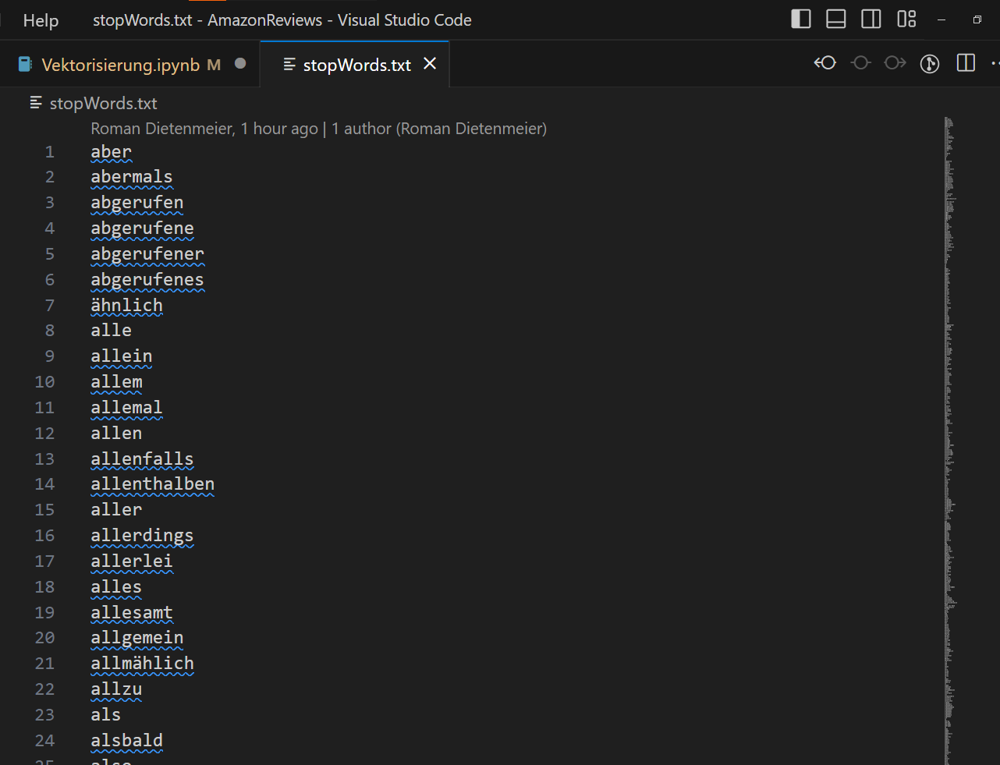 Help stopWords.txt - AmazonReviews - Visual Studio Code
Vektorisierung.ipynb M stopWords.txt
stopWords.txt
Roman Dietenmeier, 1 hour ago | 1 author (Roman Dietenmeier)
1 aber
2 abermals
3 abgerufen
4 abgerufene
5 abgerufener
6 abgerufenes
7 ähnlich
8 alle
9 allein
10 allem
11 allemal
12 allen
13 allenfalls
14 allenthalben
15 aller
16 allerdings
17 allerlei
18 alles
19 allesamt
20 allgemein
21 allmählich
22 allzu
23 als
24 alsbald